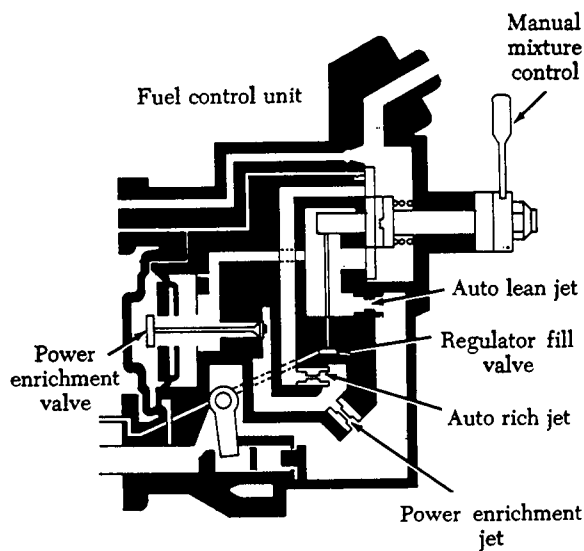 Manual
mixture
control
Fuel control unit
Auto lean jet
Regulator fill
valve
Power
enrichment
valve
Auto rich jet
Power enrichment
jet